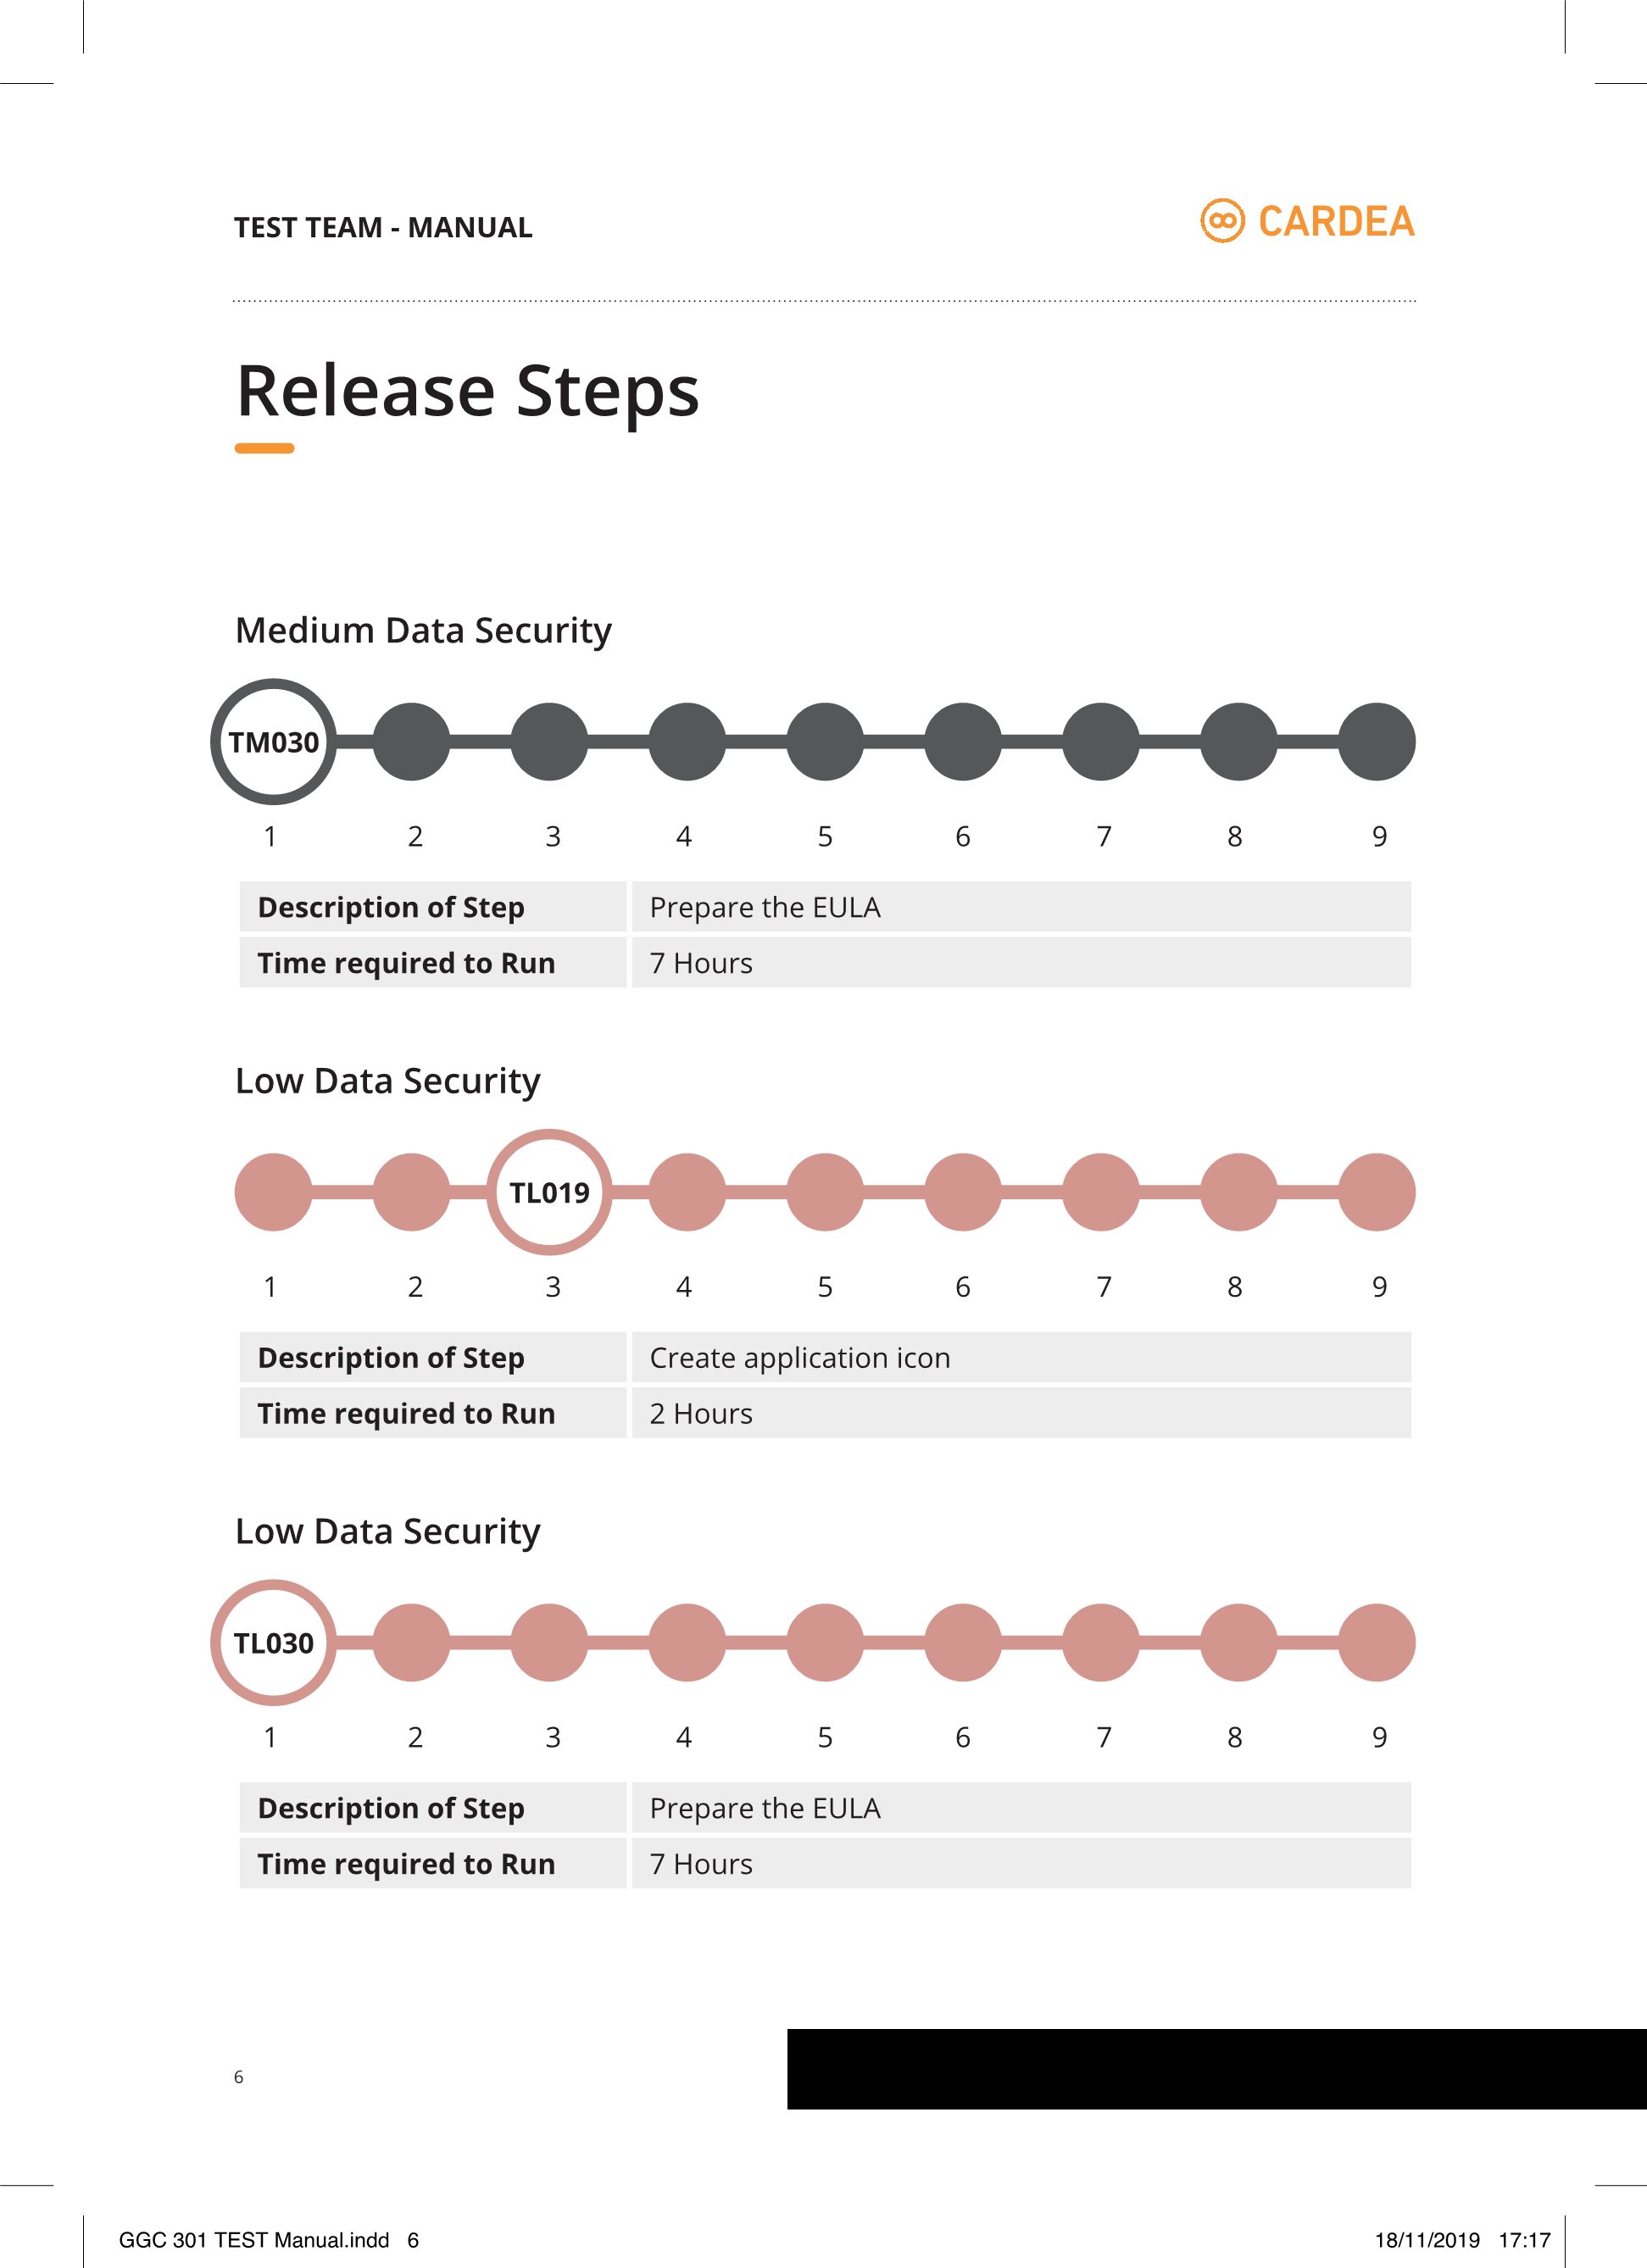 TEST TEAM - MANUAL
CARDEA
Release Steps
Medium Data Security
TM030
1 2 3 4 5 6 7 8 9
Description of Step Prepare the EULA
Time required to Run 7 Hours
Low Data Security
TL019
1 2 3 4 5 6 7 8 9
Description of Step Create application icon
Time required to Run 2 Hours
Low Data Security
TL030
1 2 3 4 5 6 7 8 9
Description of Step Prepare the EULA
Time required to Run 7 Hours
6
GGC 301 TEST Manual.indd 6 18/11/2019 17:17